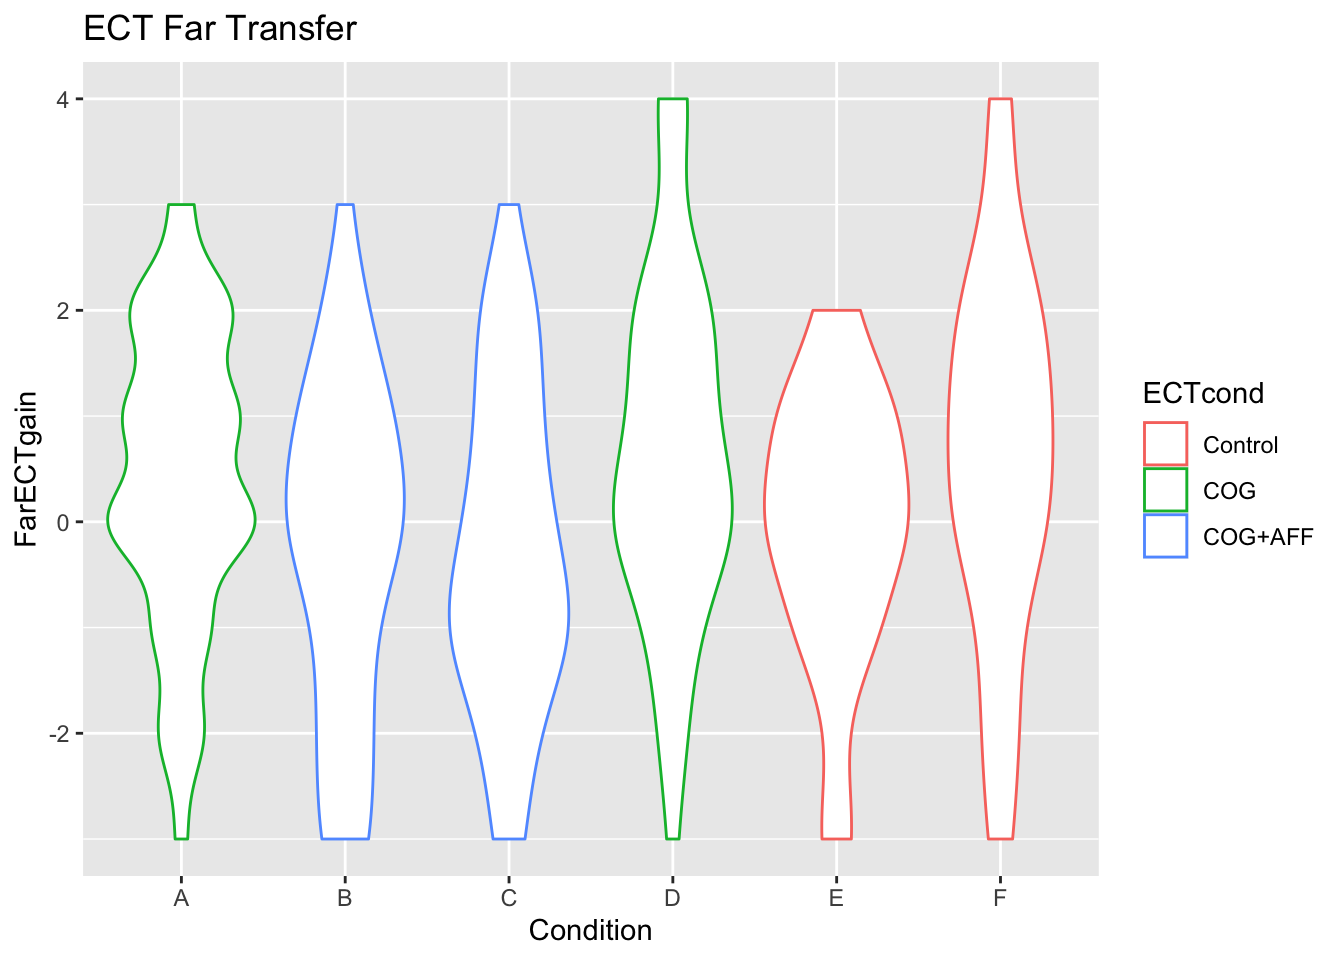 ECT Far Transfer
FarECTgain
4
2
0
-2
A B C D E F
Condition
ECTcond
Control
COG
COG+AFF